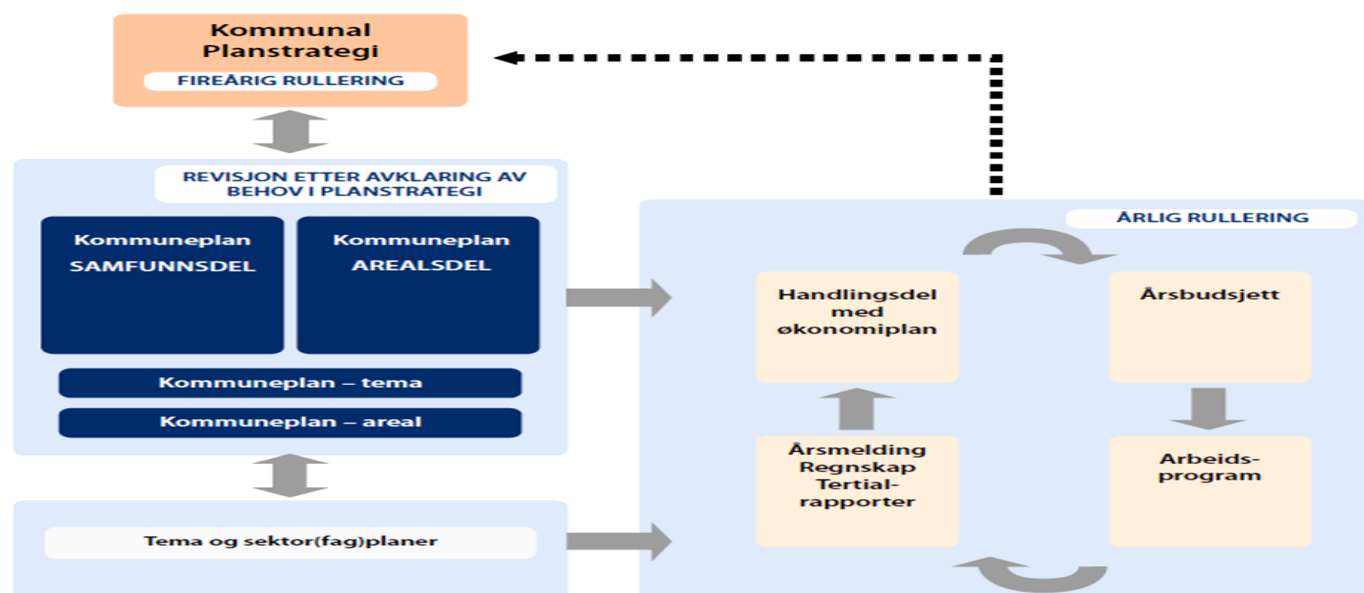 Kommunal
Planstrategi
FIREÅRIG RULLERING
REVISJON ETTER AVKLARING AV
BEHOV I PLANSTRATEGI
Kommuneplan
SAMFUNNSDEL
Kommuneplan
AREALSDEL
Kommuneplan – tema
Kommuneplan – areal
Tema og sektor(fag)planer
ÅRLIG RULLERING
Handlingsdel
med
økonomiplan
Årsbudsjett
Årsmelding
Regnskap
Tertial-
rapporter
Arbeids-
program